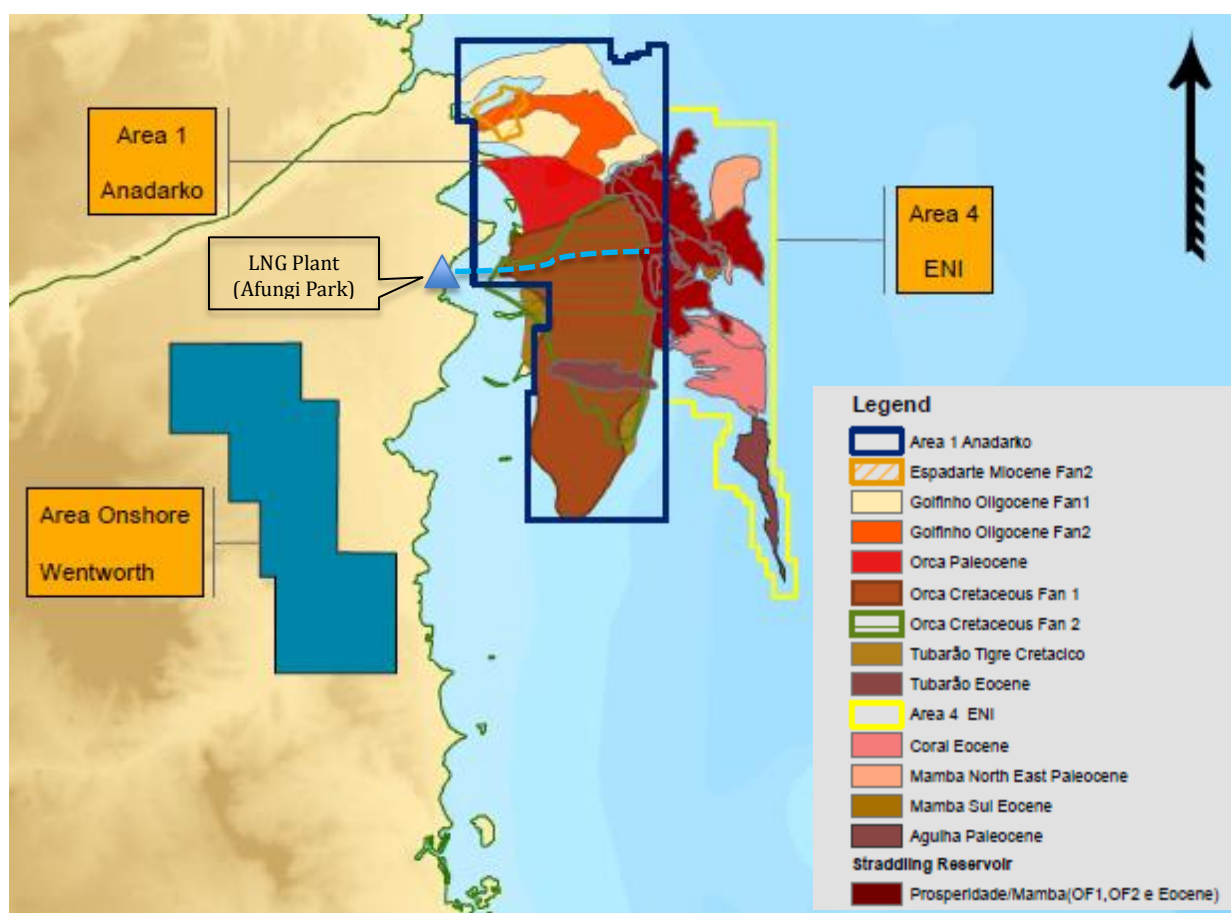 Area 1
Anadarko
LNG Plant
(Afungi Park)
Area 4
ENI
Area Onshore
Wentworth
Legend
Area 1 Anadarko
Espadarte Miocene Fan2
Golfinho Oligocene Fan1
Golfinho Oligocene Fan2
Orca Paleocene
Orca Cretaceous Fan 1
Orca Cretaceous Fan 2
Tubarão Tigre Cretacico
Tubarão Eocene
Area 4 ENI
Coral Eocene
Mamba North East Paleocene
Mamba Sul Eocene
Agulha Paleocene
Straddling Reservoir
Prosperidade/Mamba(OF1,OF2 e Eocene)